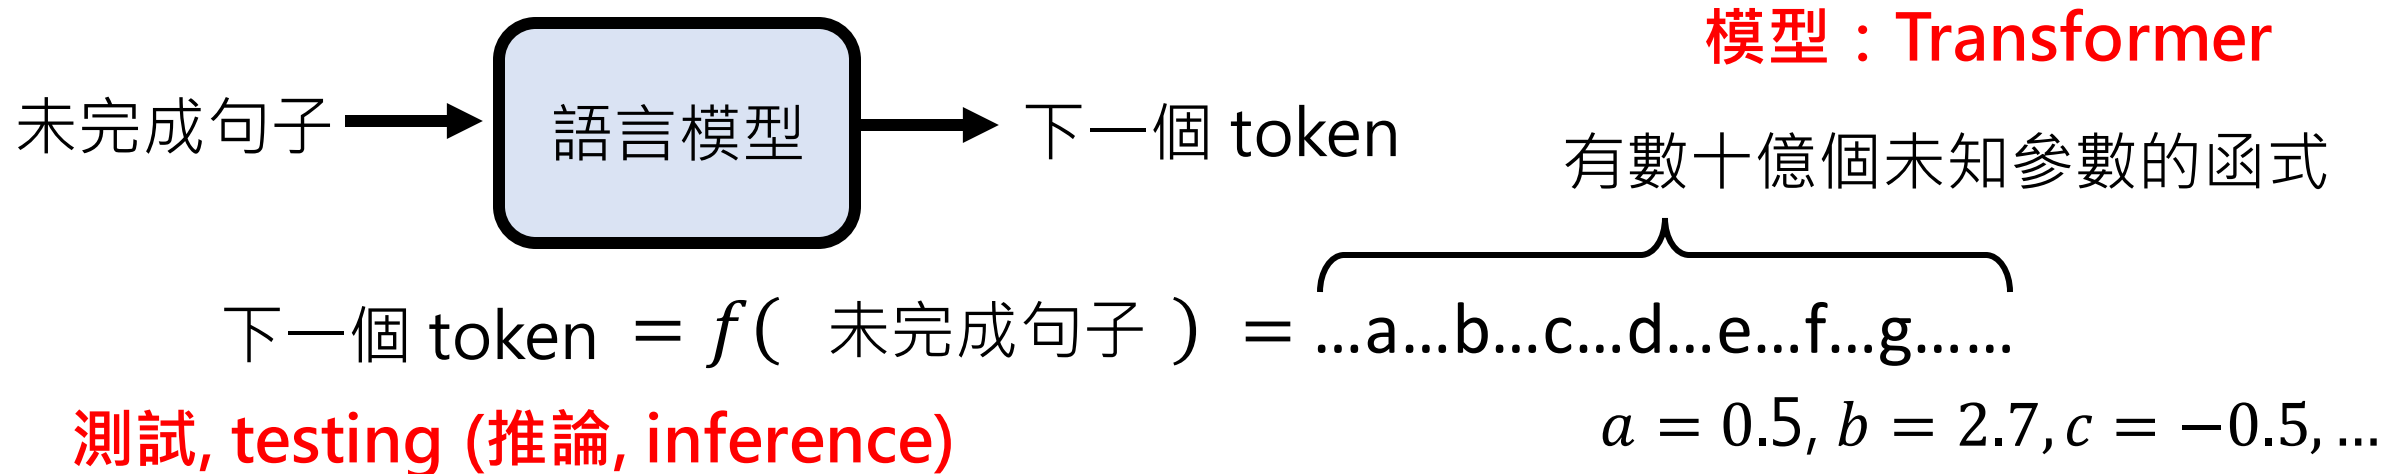 模型：Transformer
未完成句子 語言模型 下一個 token
有數十億個未知參數的函式
下一個 token = f( 未完成句子 ) = …a…b…c…d…e…f…g……
測試, testing (推論, inference)
a = 0.5, b = 2.7, c = −0.5, …